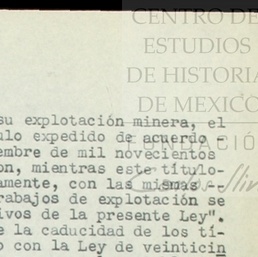 CENTRO DE
ESTUDIOS
DE HISTORIA
DE MEXICO
FUNDACIÓN
su explotación minera, el
ulo expedido de acuerdo -
embre de mil novecientos
on, mientras este título-
amente, con las mismas --
rabajos de explotación se
ivos de la presente Ley".
e la caducidad de los tí-
o con la Ley de veinticin